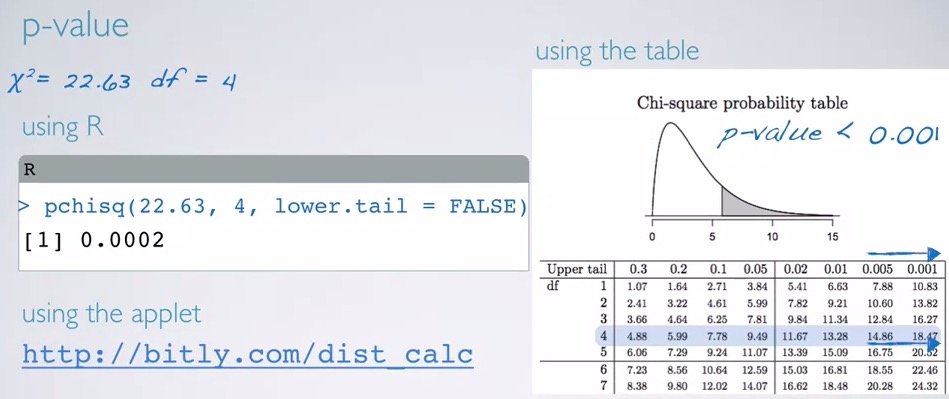 p-value
χ²= 22.63 df = 4
using R
R
> pchisq(22.63, 4, lower.tail = FALSE)
[1] 0.0002
using the applet
http://bitly.com/dist_calc
using the table
Chi-square probability table
p-value < 0.001
0 5 10 15
Upper tail 0.3 0.2 0.1 0.05 0.02 0.01 0.005 0.001
df 1 1.07 1.64 2.71 3.84 5.41 6.63 7.88 10.83
2 2.41 3.22 4.61 5.99 7.82 9.21 10.60 13.82
3 3.66 4.64 6.25 7.81 9.84 11.34 12.84 16.27
4 4.88 5.99 7.78 9.49 11.67 13.28 14.86 18.47
5 6.06 7.29 9.24 11.07 13.39 15.09 16.75 20.52
6 7.23 8.56 10.64 12.59 15.03 16.81 18.55 22.46
7 8.38 9.80 12.02 14.07 16.62 18.48 20.28 24.32